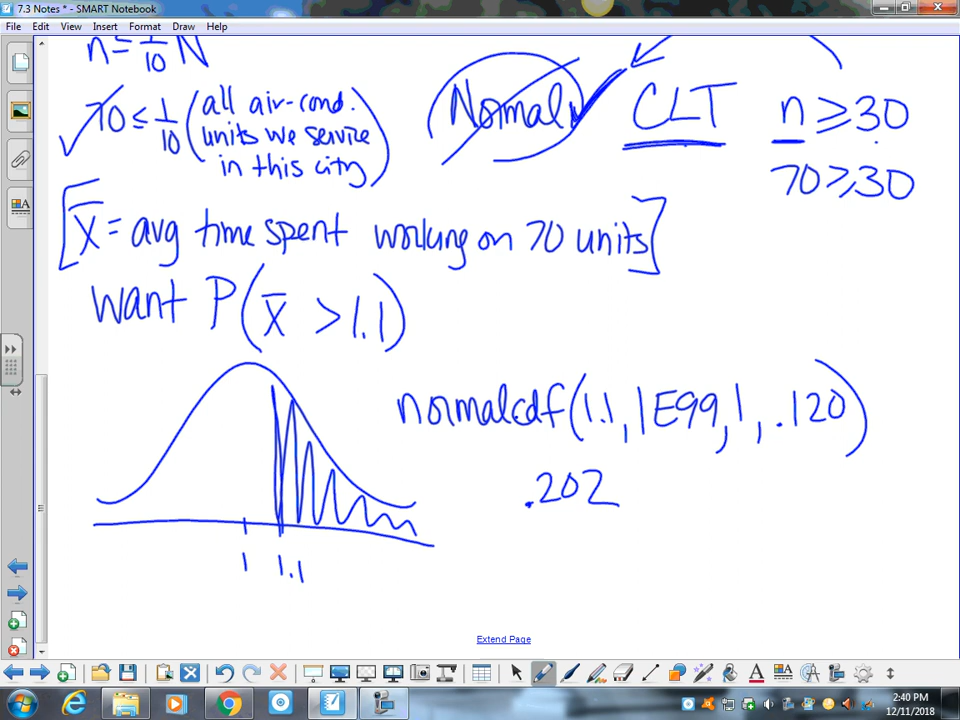 7.3 Notes * - SMART Notebook
File Edit View Insert Format Draw Help
n ≤ 1/10 N
70 ≤ 1/10 (all air-cond. units we service in this city)
Normal CLT n ≥ 30
70 ≥ 30
[x̄ = avg time spent working on 70 units]
want P(x̄ > 1.1)
normalcdf(1.1, 1E99, 1, .120)
.202
1 1.1
Extend Page
2:40 PM
12/11/2018